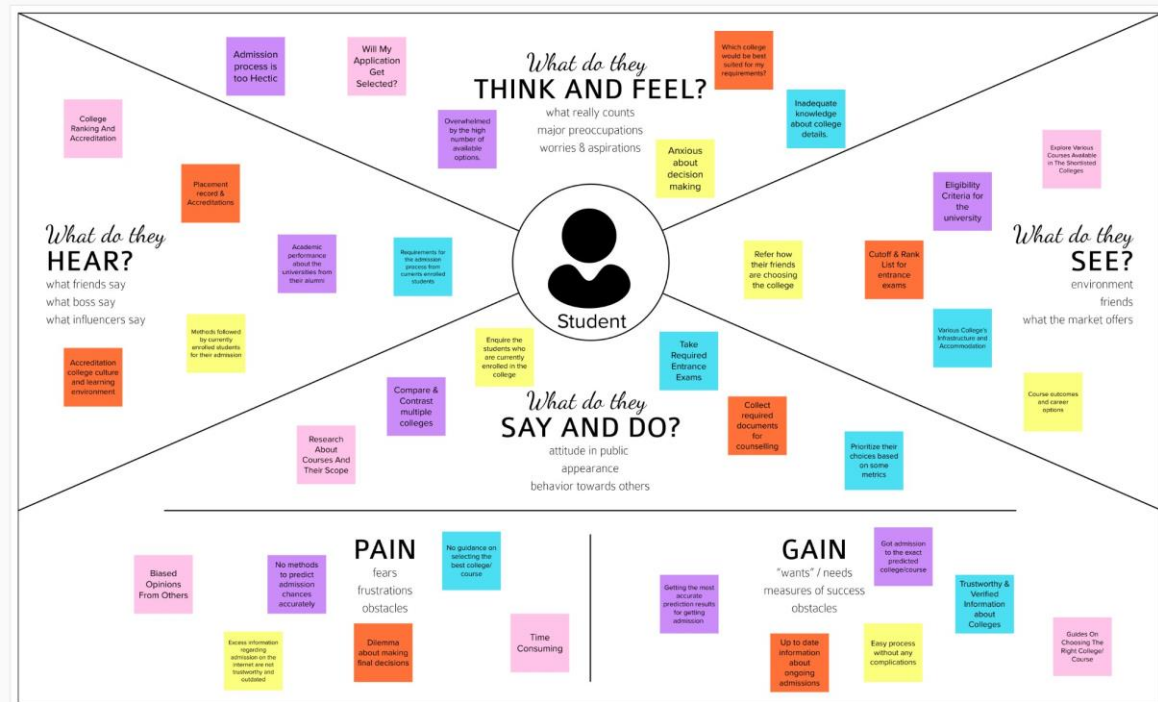 What do they
THINK AND FEEL?
what really counts
major preoccupations
worries & aspirations
Admission
process is
too Hectic
Will My
Application
Get
Selected?
Overwhelmed
by the high
number of
available
options.
Which college
would be best
suited for my
requirements?
Inadequate
knowledge
about college
details.
Anxious
about
decision
making
What do they
HEAR?
what friends say
what boss say
what influencers say
College
Ranking And
Accreditation
Placement
record &
Accreditations
Academic
performance
about the
universities from
their alumni
Requirements for
the admission
process from
currents enrolled
students
Methods followed
by currently
enrolled students
for their admission
Accreditation
college culture
and learning
environment.
Student
What do they
SEE?
environment
friends
what the market offers
Explore Various
Courses Available
in The Shortlisted
Colleges
Eligibility
Criteria for
the
university
Refer how
their friends
are choosing
the college
Cutoff & Rank
List for
entrance
exams
Various College's
Infrastructure and
Accommodation
Course outcomes
and career
options
What do they
SAY AND DO?
attitude in public
appearance
behavior towards others
Enquire the
students who
are currently
enrolled in the
college
Compare &
Contrast
multiple
colleges
Research
About
Courses And
Their Scope
Take
Required
Entrance
Exams
Collect
required
documents
for
counselling
Prioritize their
choices based
on some
metrics
PAIN
fears
frustrations
obstacles
Biased
Opinions
From Others
No methods
to predict
admission
chances
accurately
No guidance on
selecting the
best college/
course
Excess information
regarding
admission on the
internet are not
trustworthy and
outdated
Dilemma
about making
final decisions
Time
Consuming
GAIN
"wants" / needs
measures of success
obstacles
Getting the most
accurate
prediction results
for getting
admission
Got admission
to the exact
predicted
college/course
Trustworthy &
Verified
Information
about
Colleges
Up to date
information
about
ongoing
admissions
Easy process
without any
complications
Guides On
Choosing The
Right College/
Course